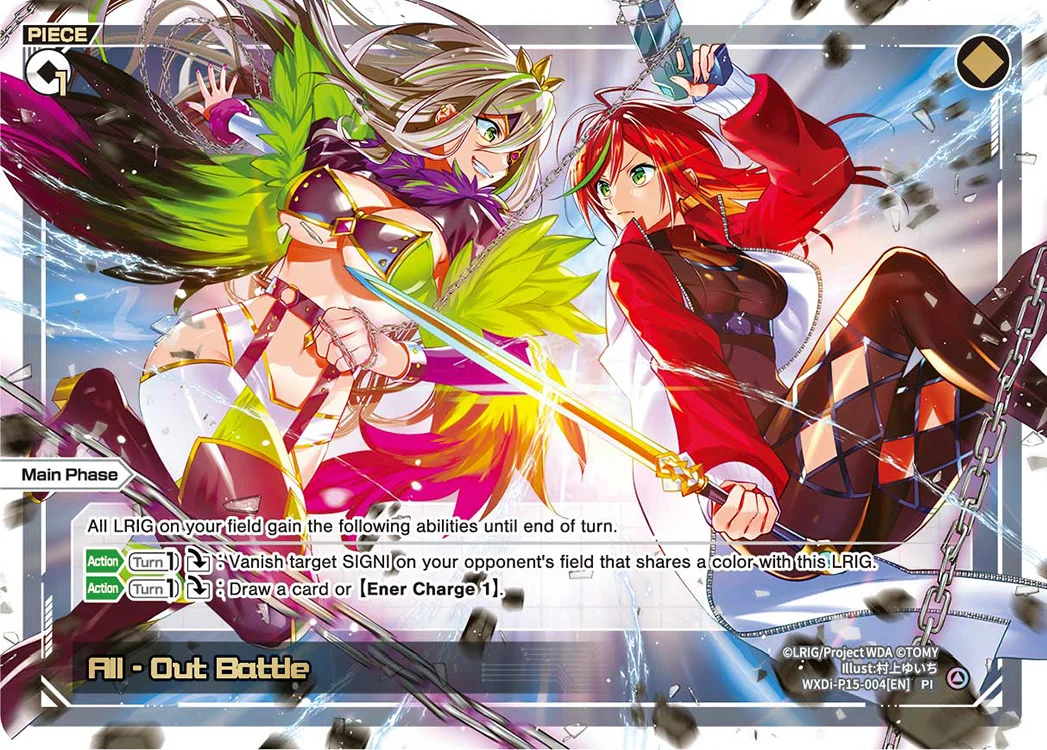 PIECE
1
Main Phase
All LRIG on your field gain the following abilities until end of turn.
Action Turn 1 : Vanish target SIGNI on your opponent's field that shares a color with this LRIG.
Action Turn 1 : Draw a card or 【Ener Charge 1】.
All - Out Battle
©LRIG/Project WDA ©TOMY
Illust:村上ゆいち
WXDi-P15-004[EN] PI